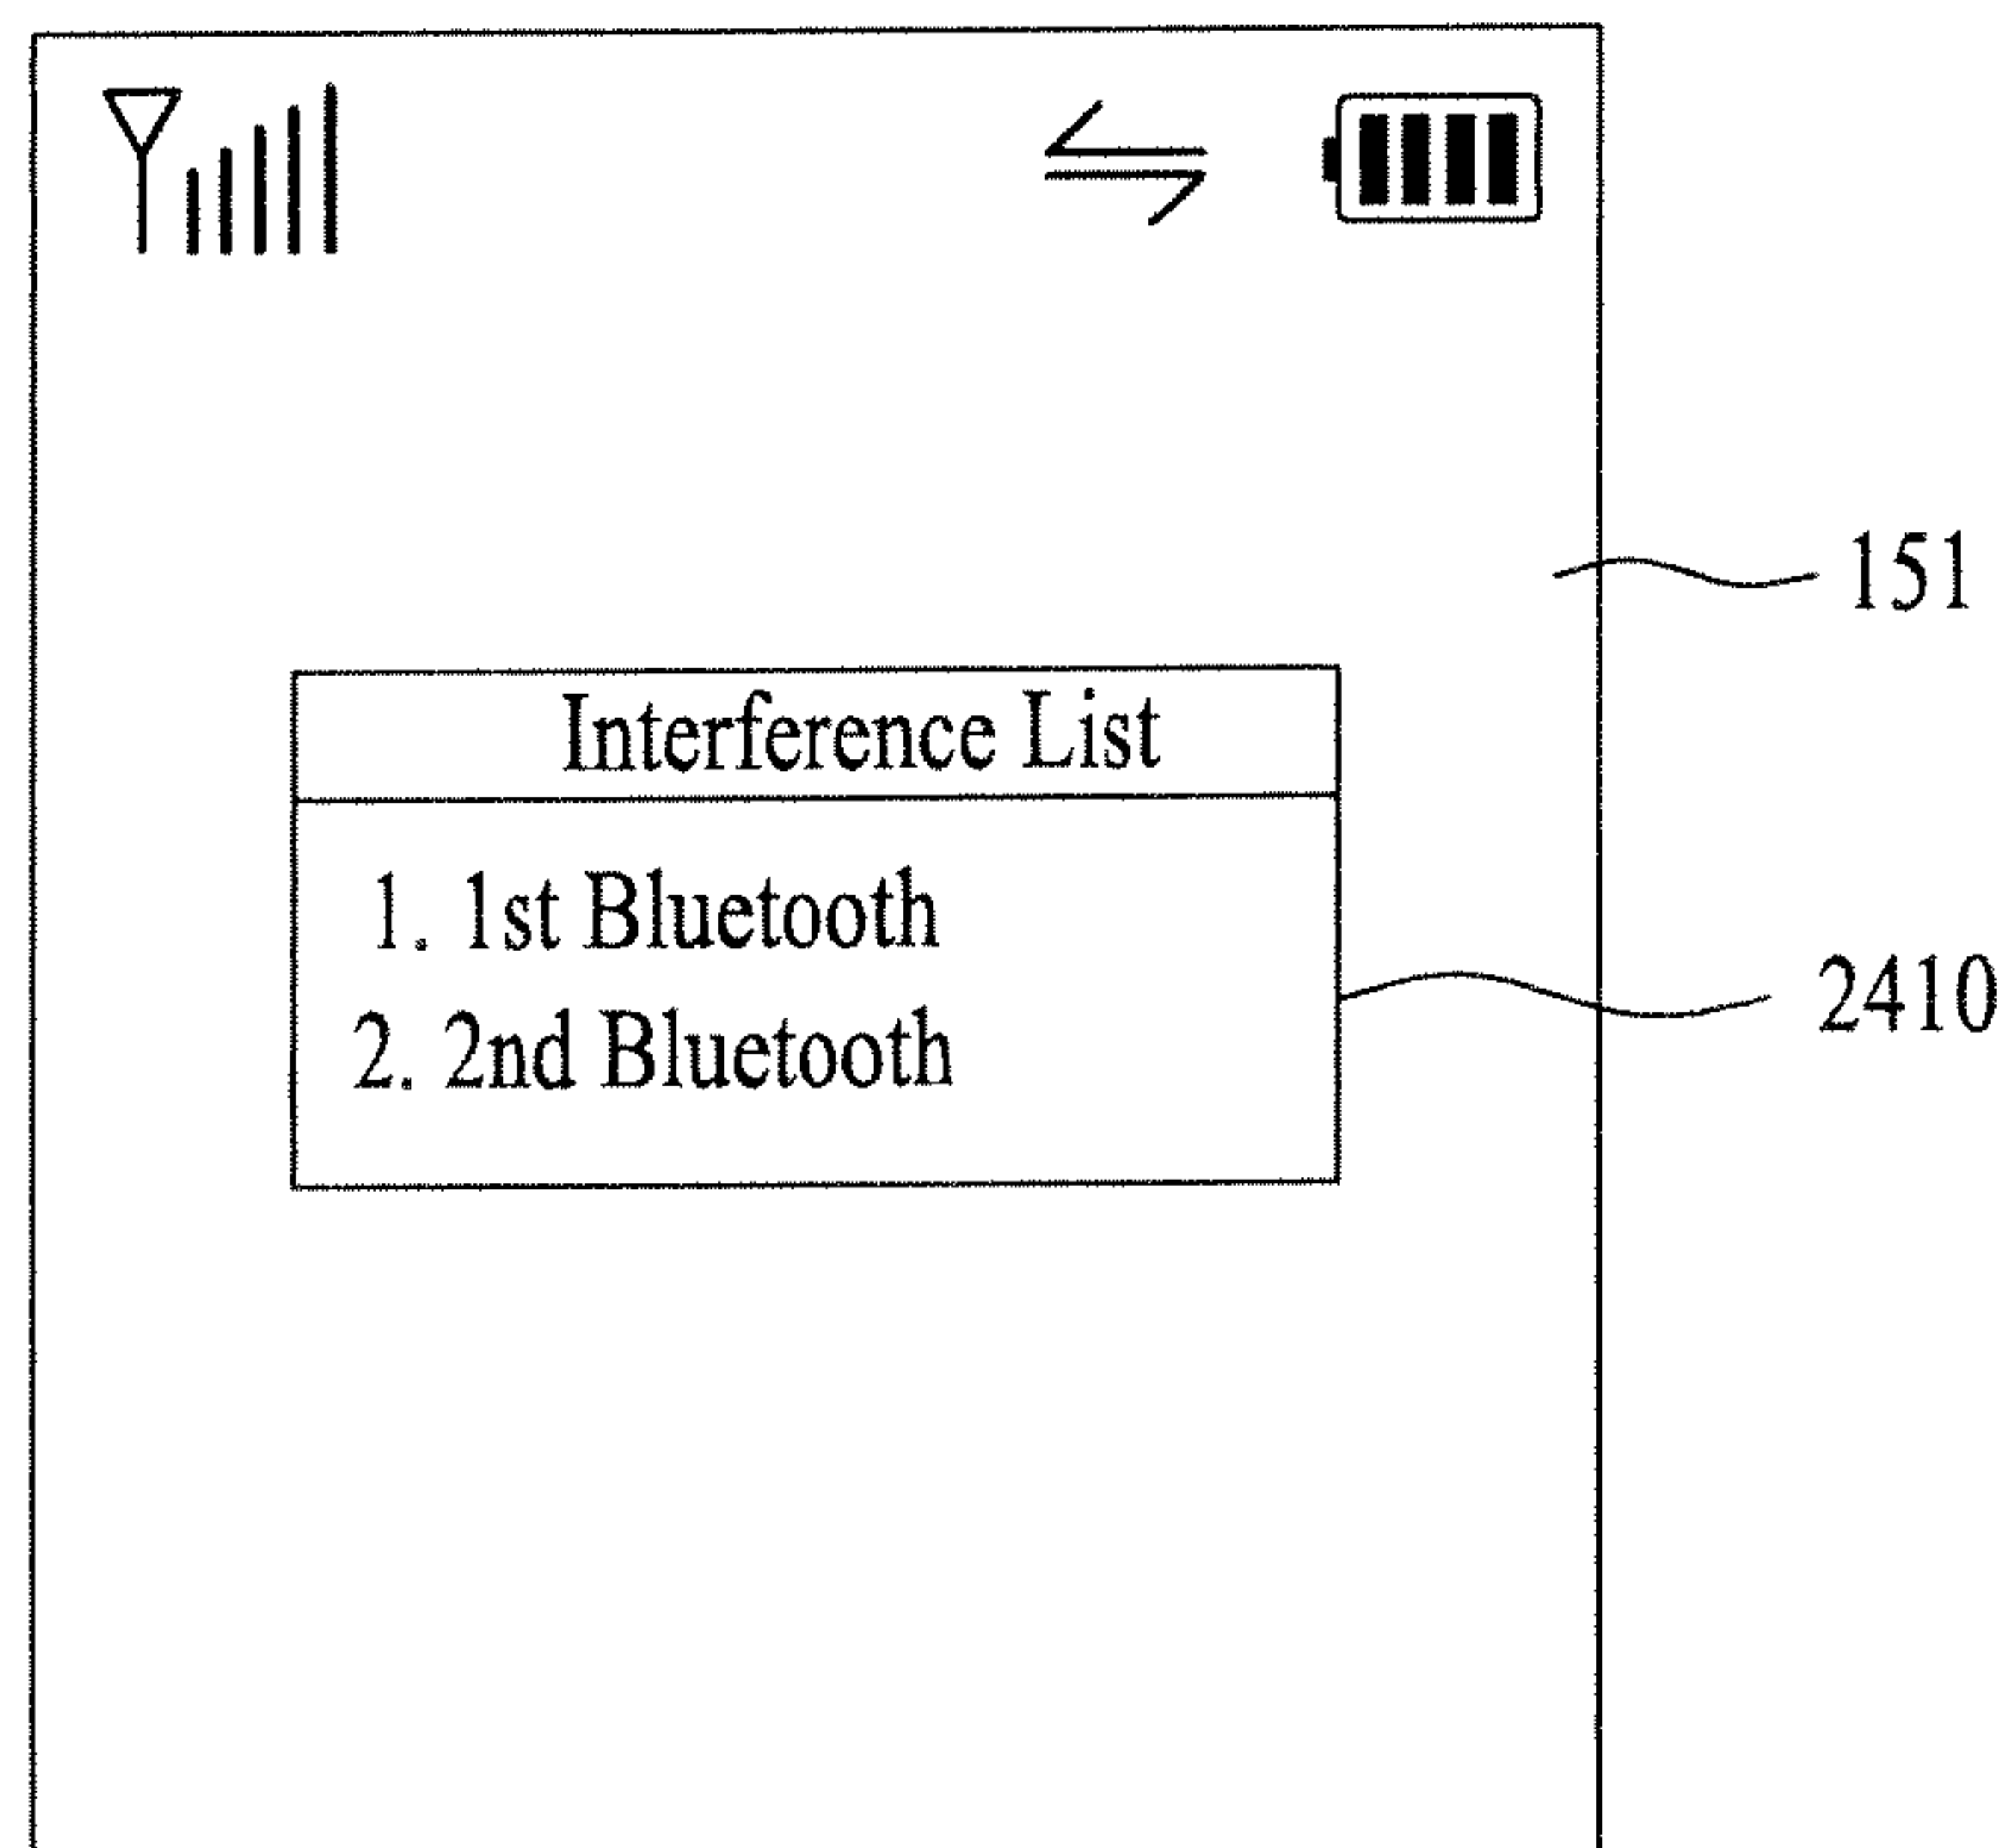 151
Interference List
1. 1st Bluetooth
2. 2nd Bluetooth
2410